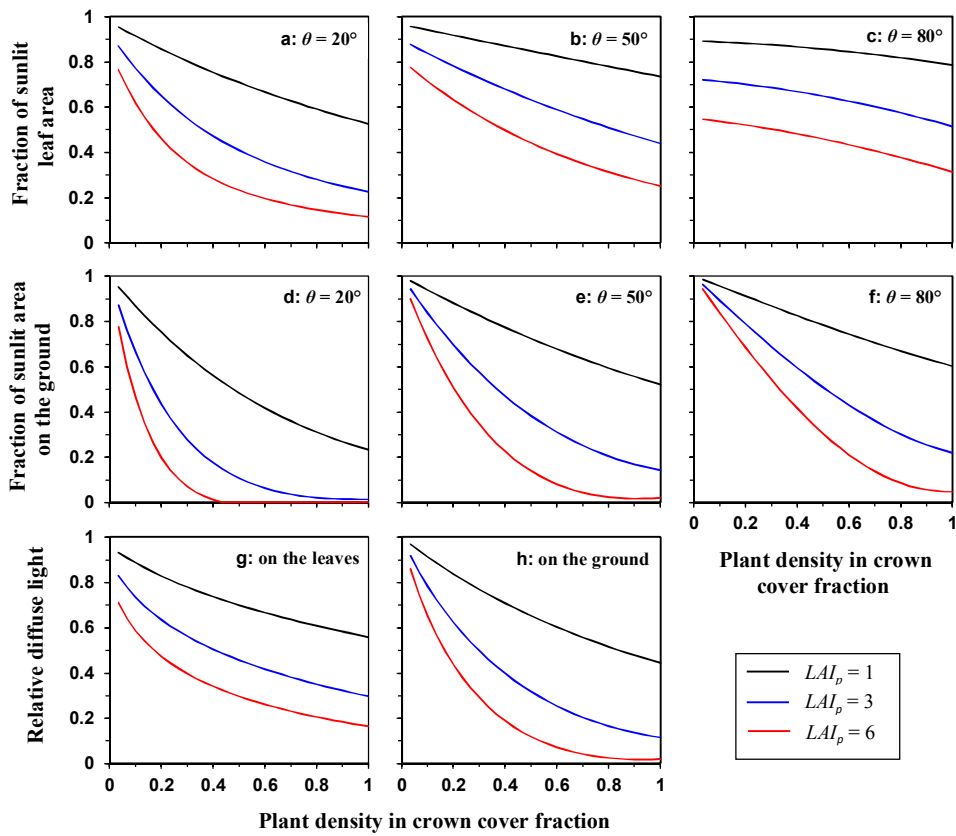 Fraction of sunlit
leaf area
1
0.8
0.6
0.4
0.2
0
a: θ = 20°
b: θ = 50°
c: θ = 80°
Fraction of sunlit area
on the ground
1
0.8
0.6
0.4
0.2
0
d: θ = 20°
e: θ = 50°
f: θ = 80°
0 0.2 0.4 0.6 0.8 1
Plant density in crown
cover fraction
Relative diffuse light
1
0.8
0.6
0.4
0.2
0
g: on the leaves
h: on the ground
0 0.2 0.4 0.6 0.8 1
0 0.2 0.4 0.6 0.8 1
Plant density in crown cover fraction
LAIp = 1
LAIp = 3
LAIp = 6